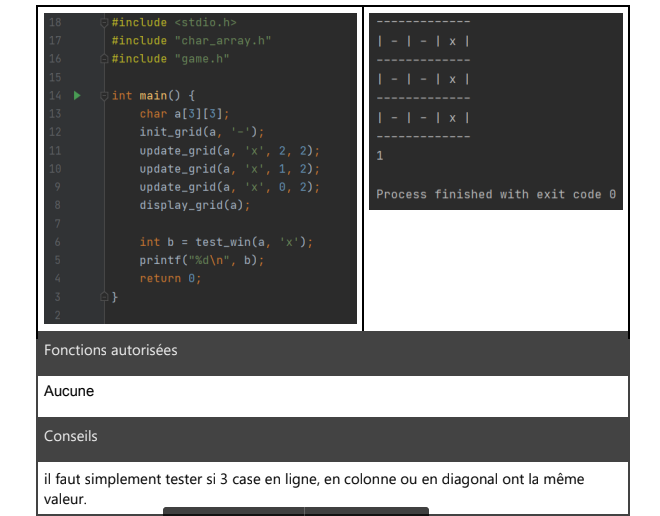 18 #include <stdio.h>
17 #include "char_array.h"
16 #include "game.h"
15
14 int main() {
13 char a[3][3];
12 init_grid(a, '-');
11 update_grid(a, 'x', 2, 2);
10 update_grid(a, 'x', 1, 2);
9 update_grid(a, 'x', 0, 2);
8 display_grid(a);
7
6 int b = test_win(a, 'x');
5 printf("%d\n", b);
4 return 0;
3 }
2
-------------
| - | - | x |
-------------
| - | - | x |
-------------
| - | - | x |
-------------
1
Process finished with exit code 0
Fonctions autorisées
Aucune
Conseils
il faut simplement tester si 3 case en ligne, en colonne ou en diagonal ont la même
valeur.